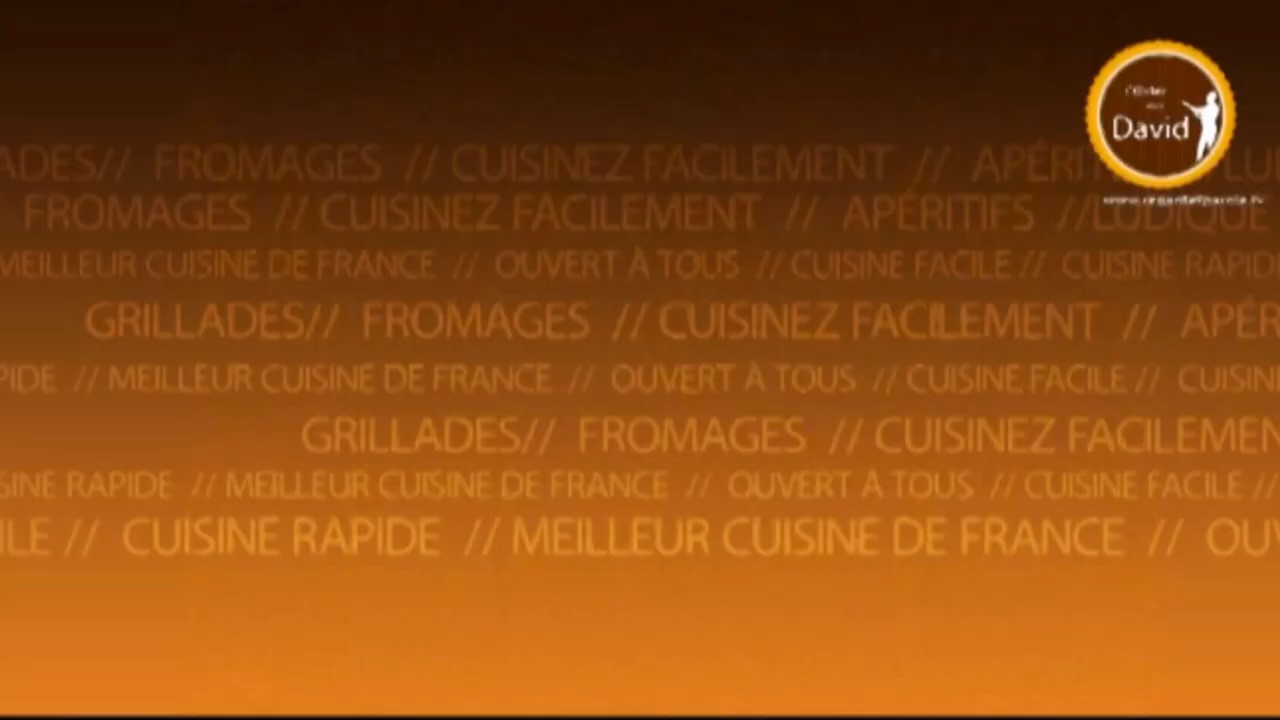 David
ADES// FROMAGES // CUISINEZ FACILEMENT // APÉRI
FROMAGES // CUISINEZ FACILEMENT // APÉRITIFS //LUDIQUE
MEILLEUR CUISINE DE FRANCE // OUVERT À TOUS // CUISINE FACILE // CUISINE RAPID
GRILLADES// FROMAGES // CUISINEZ FACILEMENT // APÉR
PIDE // MEILLEUR CUISINE DE FRANCE // OUVERT À TOUS // CUISINE FACILE // CUISIN
GRILLADES// FROMAGES // CUISINEZ FACILEMEN
SINE RAPIDE // MEILLEUR CUISINE DE FRANCE // OUVERT À TOUS // CUISINE FACILE //
ILE // CUISINE RAPIDE // MEILLEUR CUISINE DE FRANCE // OUV